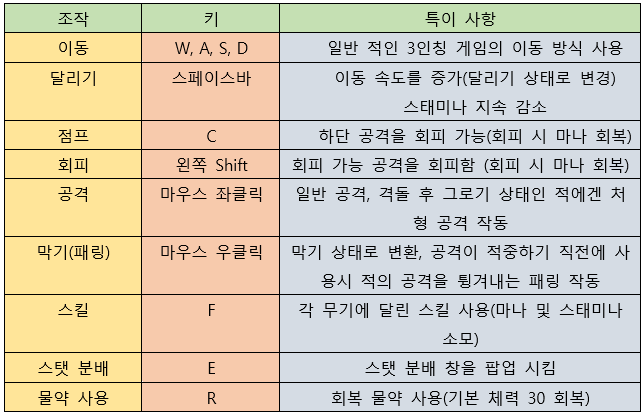 조작 키 특이 사항
이동 W, A, S, D 일반 적인 3인칭 게임의 이동 방식 사용
달리기 스페이스바 이동 속도를 증가(달리기 상태로 변경)
스태미나 지속 감소
점프 C 하단 공격을 회피 가능(회피 시 마나 회복)
회피 왼쪽 Shift 회피 가능 공격을 회피함 (회피 시 마나 회복)
공격 마우스 좌클릭 일반 공격, 격돌 후 그로기 상태인 적에겐 처
형 공격 작동
막기(패링) 마우스 우클릭 막기 상태로 변환, 공격이 적중하기 직전에 사
용시 적의 공격을 튕겨내는 패링 작동
스킬 F 각 무기에 달린 스킬 사용(마나 및 스태미나
소모)
스탯 분배 E 스탯 분배 창을 팝업 시킴
물약 사용 R 회복 물약 사용(기본 체력 30 회복)